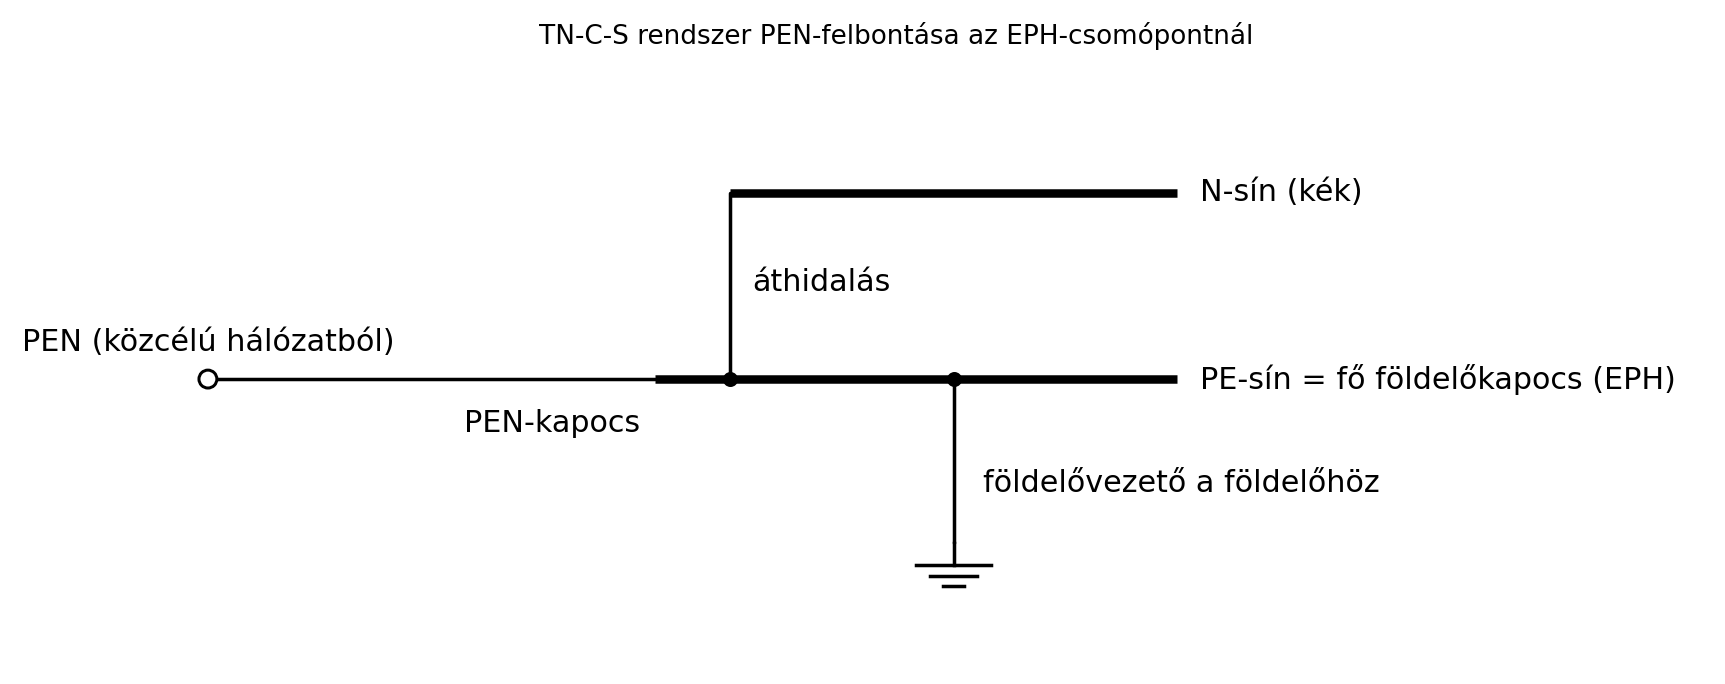 TN-C-S rendszer PEN-felbontása az EPH-csomópontnál
N-sín (kék)
áthidalás
PEN (közcélú hálózatból)
PE-sín = fő földelőkapocs (EPH)
PEN-kapocs
földelővezető a földelőhöz